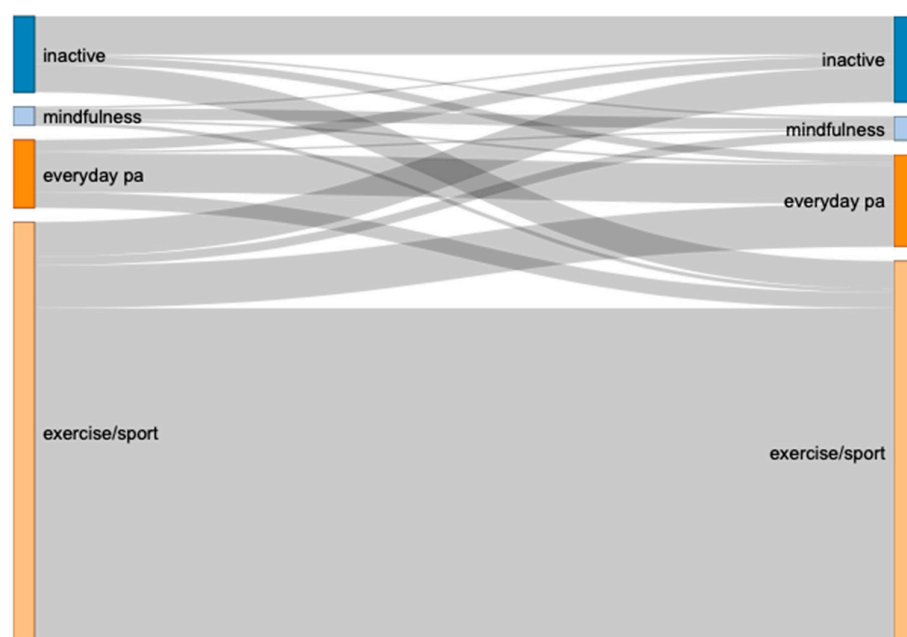 inactive
inactive
mindfulness
mindfulness
everyday pa
everyday pa
exercise/sport
exercise/sport